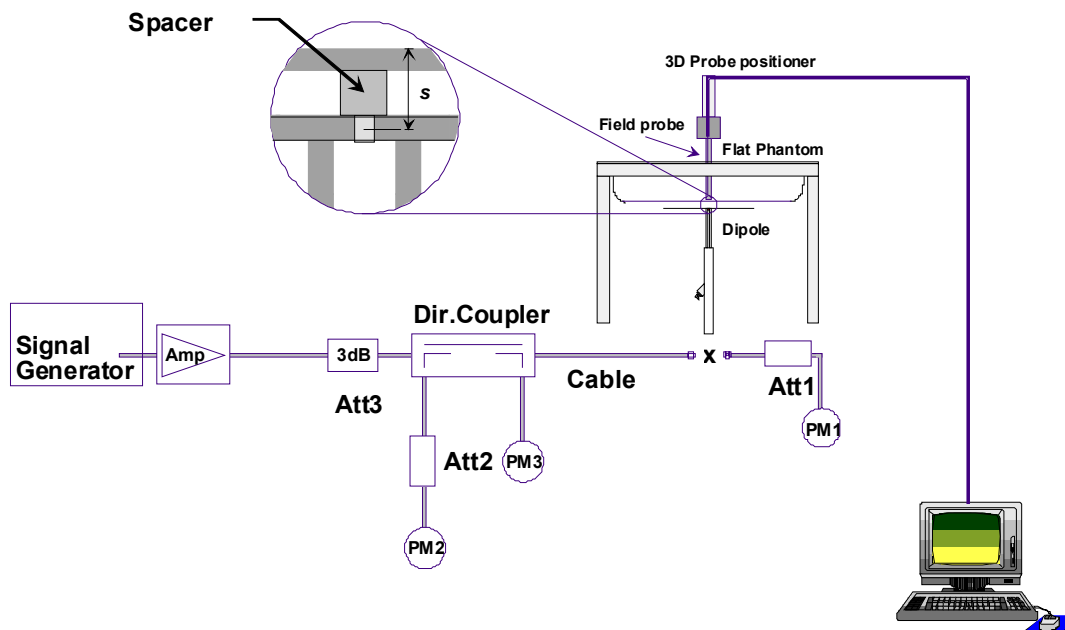 Spacer
s
3D Probe positioner
Field probe
Flat Phantom
Dipole
Dir.Coupler
Signal
Generator
Amp
3dB
Att3
Cable
x
Att1
PM1
Att2
PM3
PM2